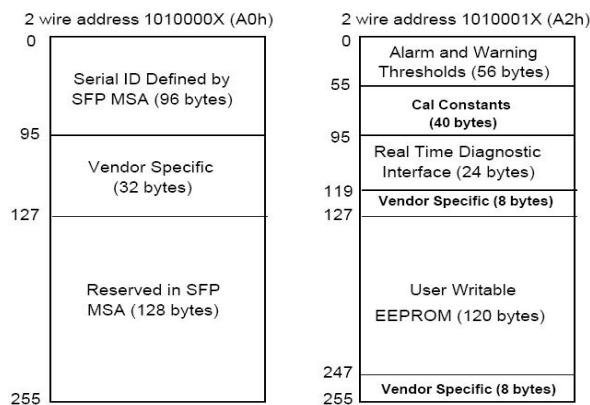 2 wire address 1010000X (A0h)
0
Serial ID Defined by
SFP MSA (96 bytes)
95
Vendor Specific
(32 bytes)
127
Reserved in SFP
MSA (128 bytes)
255
2 wire address 1010001X (A2h)
0
Alarm and Warning
Thresholds (56 bytes)
55
Cal Constants
(40 bytes)
95
Real Time Diagnostic
Interface (24 bytes)
119
Vendor Specific (8 bytes)
127
User Writable
EEPROM (120 bytes)
247
Vendor Specific (8 bytes)
255